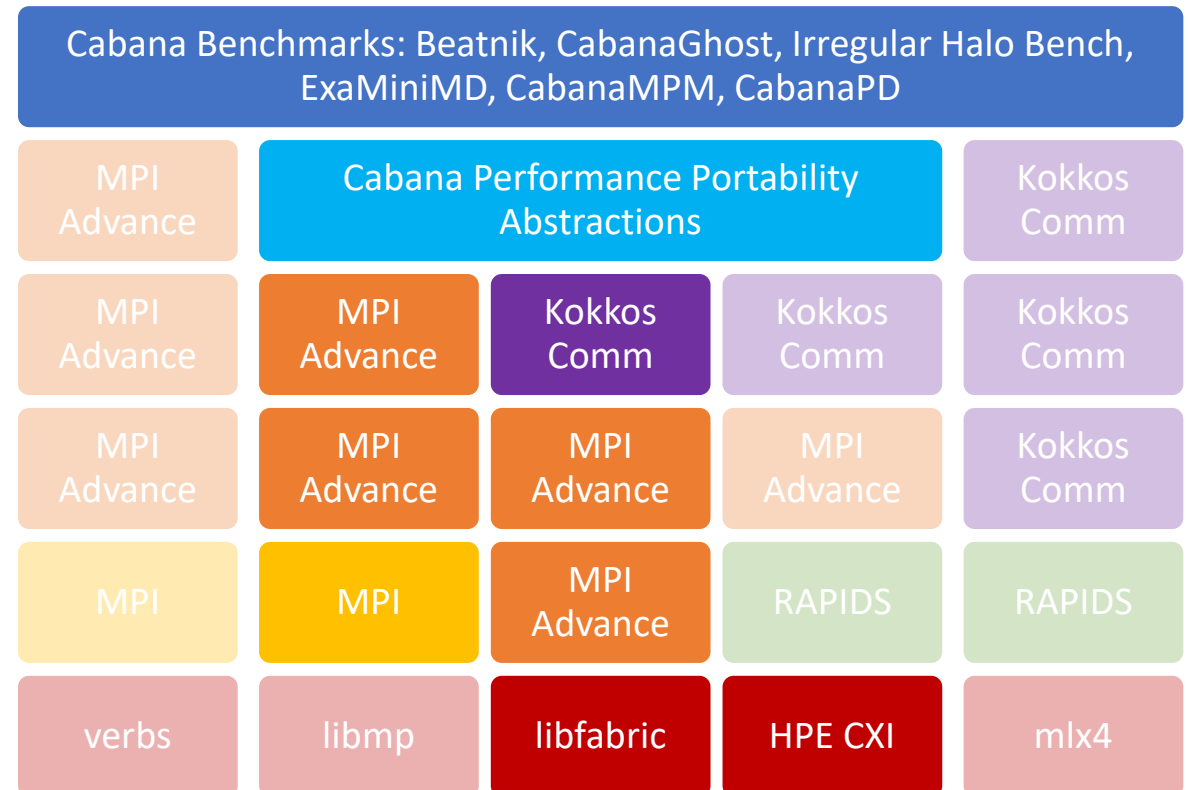 Cabana Benchmarks: Beatnik, CabanaGhost, Irregular Halo Bench,
ExaMiniMD, CabanaMPM, CabanaPD
MPI
Advance
Cabana Performance Portability
Abstractions
Kokkos
Comm
MPI
Advance
MPI
Advance
Kokkos
Comm
Kokkos
Comm
Kokkos
Comm
MPI
Advance
MPI
Advance
MPI
Advance
MPI
Advance
Kokkos
Comm
MPI
MPI
MPI
Advance
RAPIDS
RAPIDS
verbs
libmp
libfabric
HPE CXI
mlx4